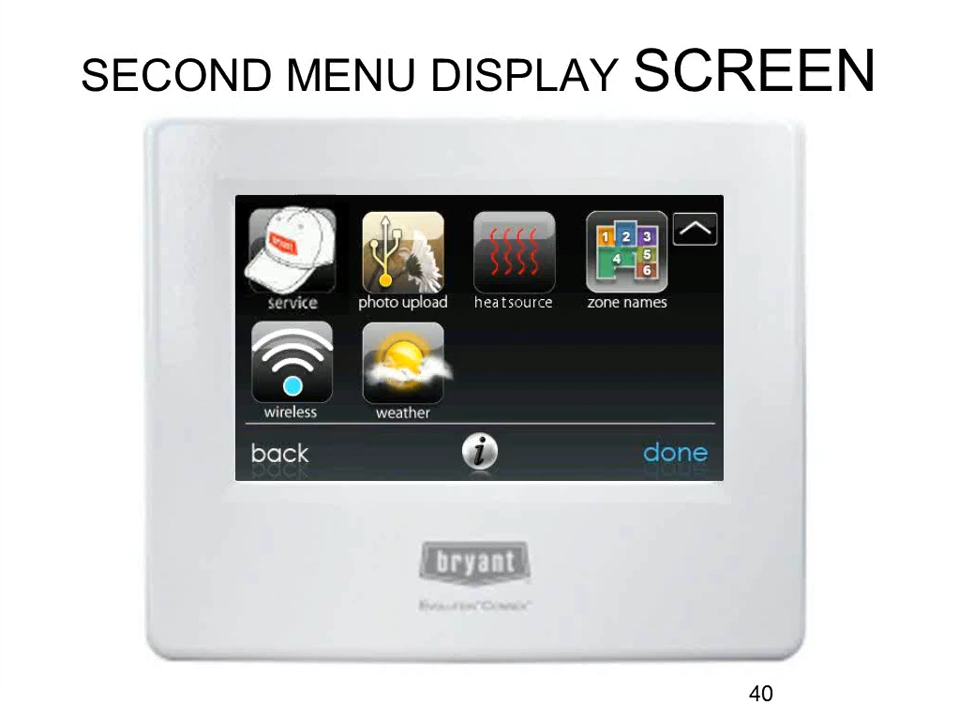 SECOND MENU DISPLAY SCREEN
bryant
1 2 3
4 5
6
service photo upload heatsource zone names
wireless weather
back i done
bryant